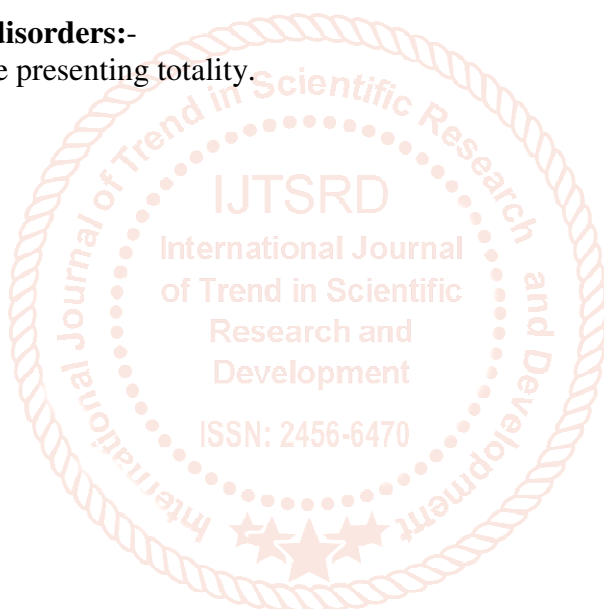 disorders:-
e presenting totality.
International Journal of Trend in Scientific Research and Development
IJTSRD
International Journal
of Trend in Scientific
Research and
Development
ISSN: 2456-6470